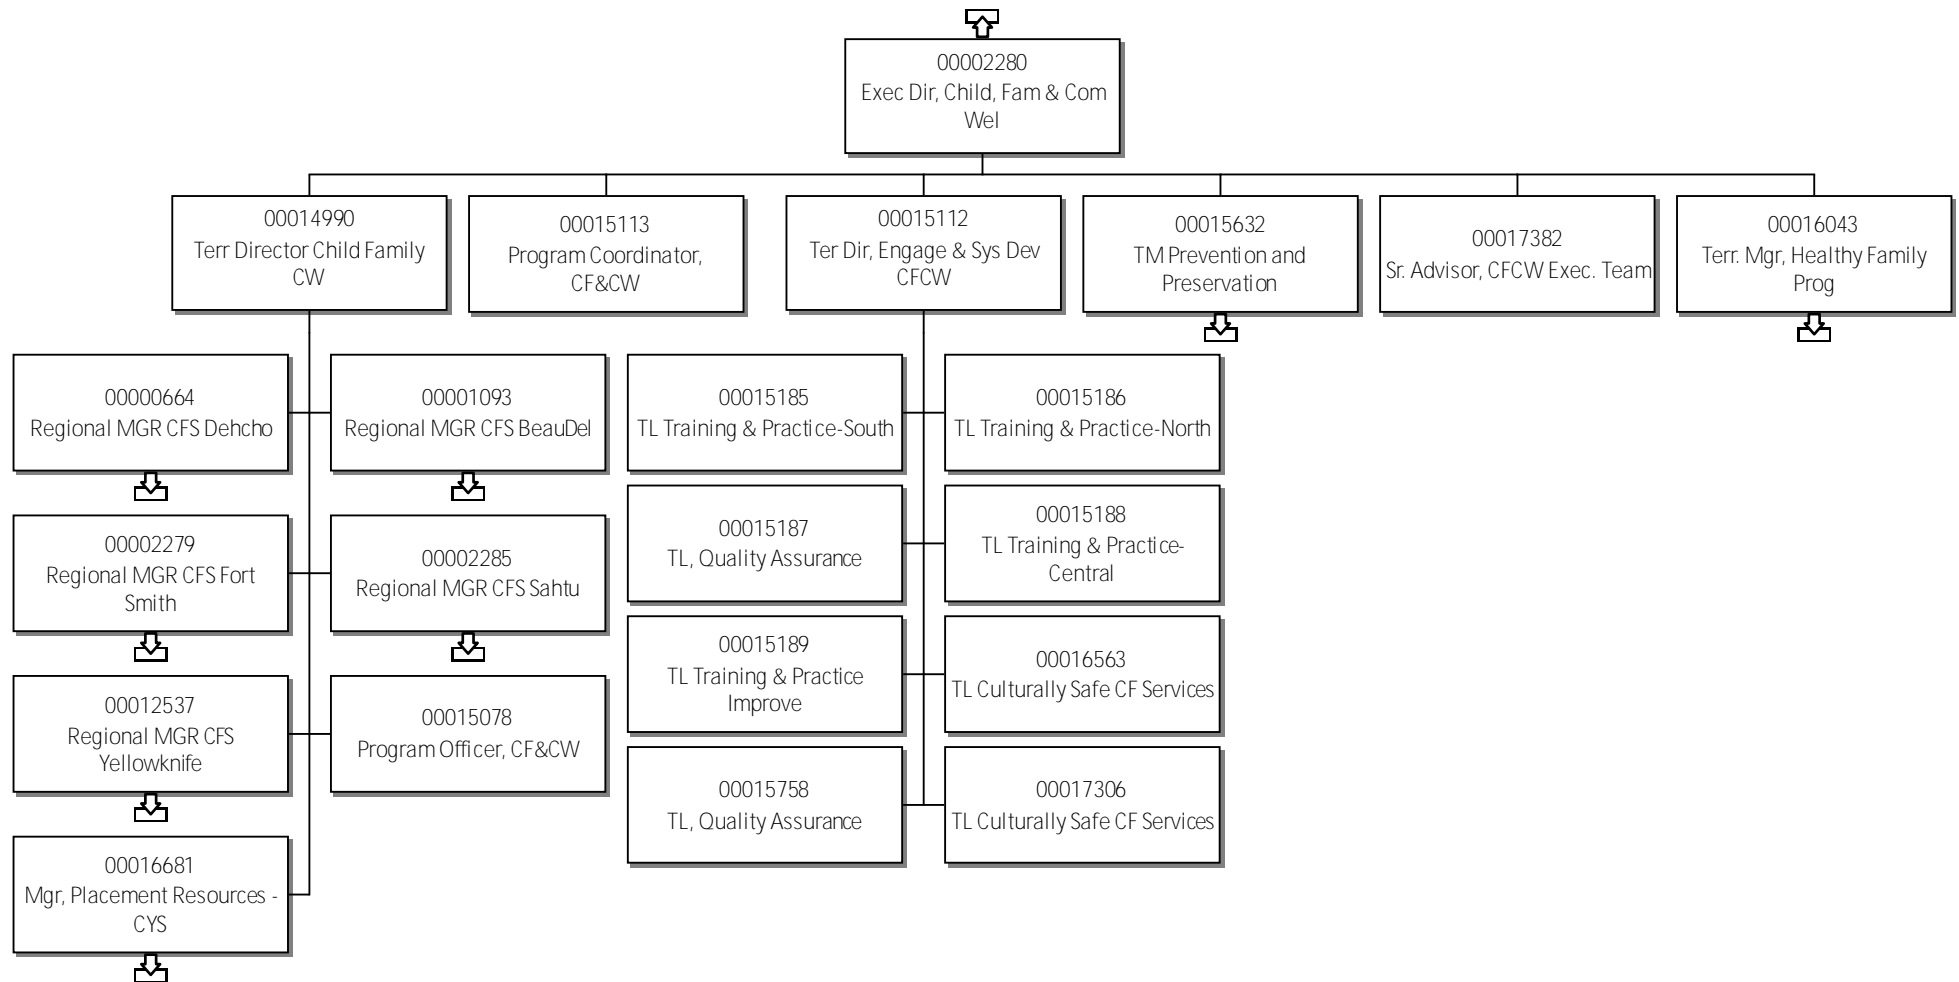 00002280
Exec Dir, Child, Fam & Com
Wel
00014990
Terr Director Child Family
CW
00015113
Program Coordinator,
CF&CW
00015112
Ter Dir, Engage & Sys Dev
CFCW
00015632
TM Prevention and
Preservation
00017382
Sr. Advisor, CFCW Exec. Team
00016043
Terr. Mgr, Healthy Family
Prog
00000664
Regional MGR CFS Dehcho
00001093
Regional MGR CFS BeauDel
00015185
TL Training & Practice-South
00015186
TL Training & Practice-North
00002279
Regional MGR CFS Fort
Smith
00002285
Regional MGR CFS Sahtu
00015187
TL, Quality Assurance
00015188
TL Training & Practice-
Central
00012537
Regional MGR CFS
Yellowknife
00015078
Program Officer, CF&CW
00015189
TL Training & Practice
Improve
00016563
TL Culturally Safe CF Services
00015758
TL, Quality Assurance
00017306
TL Culturally Safe CF Services
00016681
Mgr, Placement Resources -
CYS